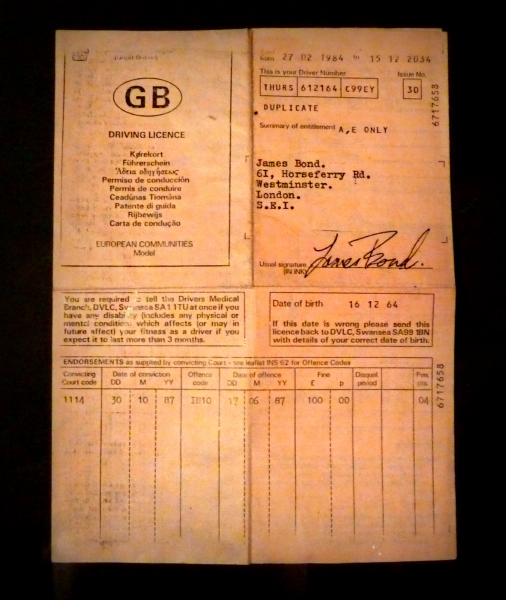 GB
DRIVING LICENCE
Kørekort
Führerschein
Ἄδεια ὁδηγήσεως
Permiso de conducción
Permis de conduire
Ceadúnas Tiomána
Patente di guida
Rijbewijs
Carta de condução
EUROPEAN COMMUNITIES
Model
27 02 1984 to 15 12 2034
This is your Driver Number
Issue No.
THURS 612164 C99EY 30
DUPLICATE
Summary of entitlement A,E ONLY
James Bond.
6I, Horseferry Rd.
Westminster.
London.
S.E.I.
Usual signature James Bond.
(IN INK)
6717658
You are required to tell the Drivers Medical
Branch, DVLC, Swansea SA1 1TU at once if you
have any disability (includes any physical or
mental condition) which affects (or may in
future affect) your fitness as a driver if you
expect it to last more than 3 months.
Date of birth 16 12 64
If this date is wrong please send this
licence back to DVLC, Swansea SA99 1BN
with details of your correct date of birth.
ENDORSEMENTS as supplied by convicting Court - see leaflet INS 62 for Offence Codes
Convicting Court code Date of conviction DD M YY Offence code Date of offence DD M YY Fine £ p Disqual period Pen. pts
1114 30 10 87 IB10 17 06 87 100 00 04
6717658